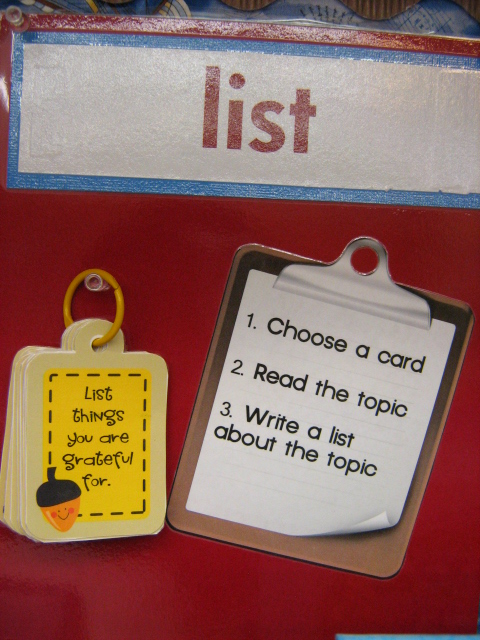 list
List
things
you are
grateful
for.
1. Choose a card
2. Read the topic
3. Write a list
about the topic